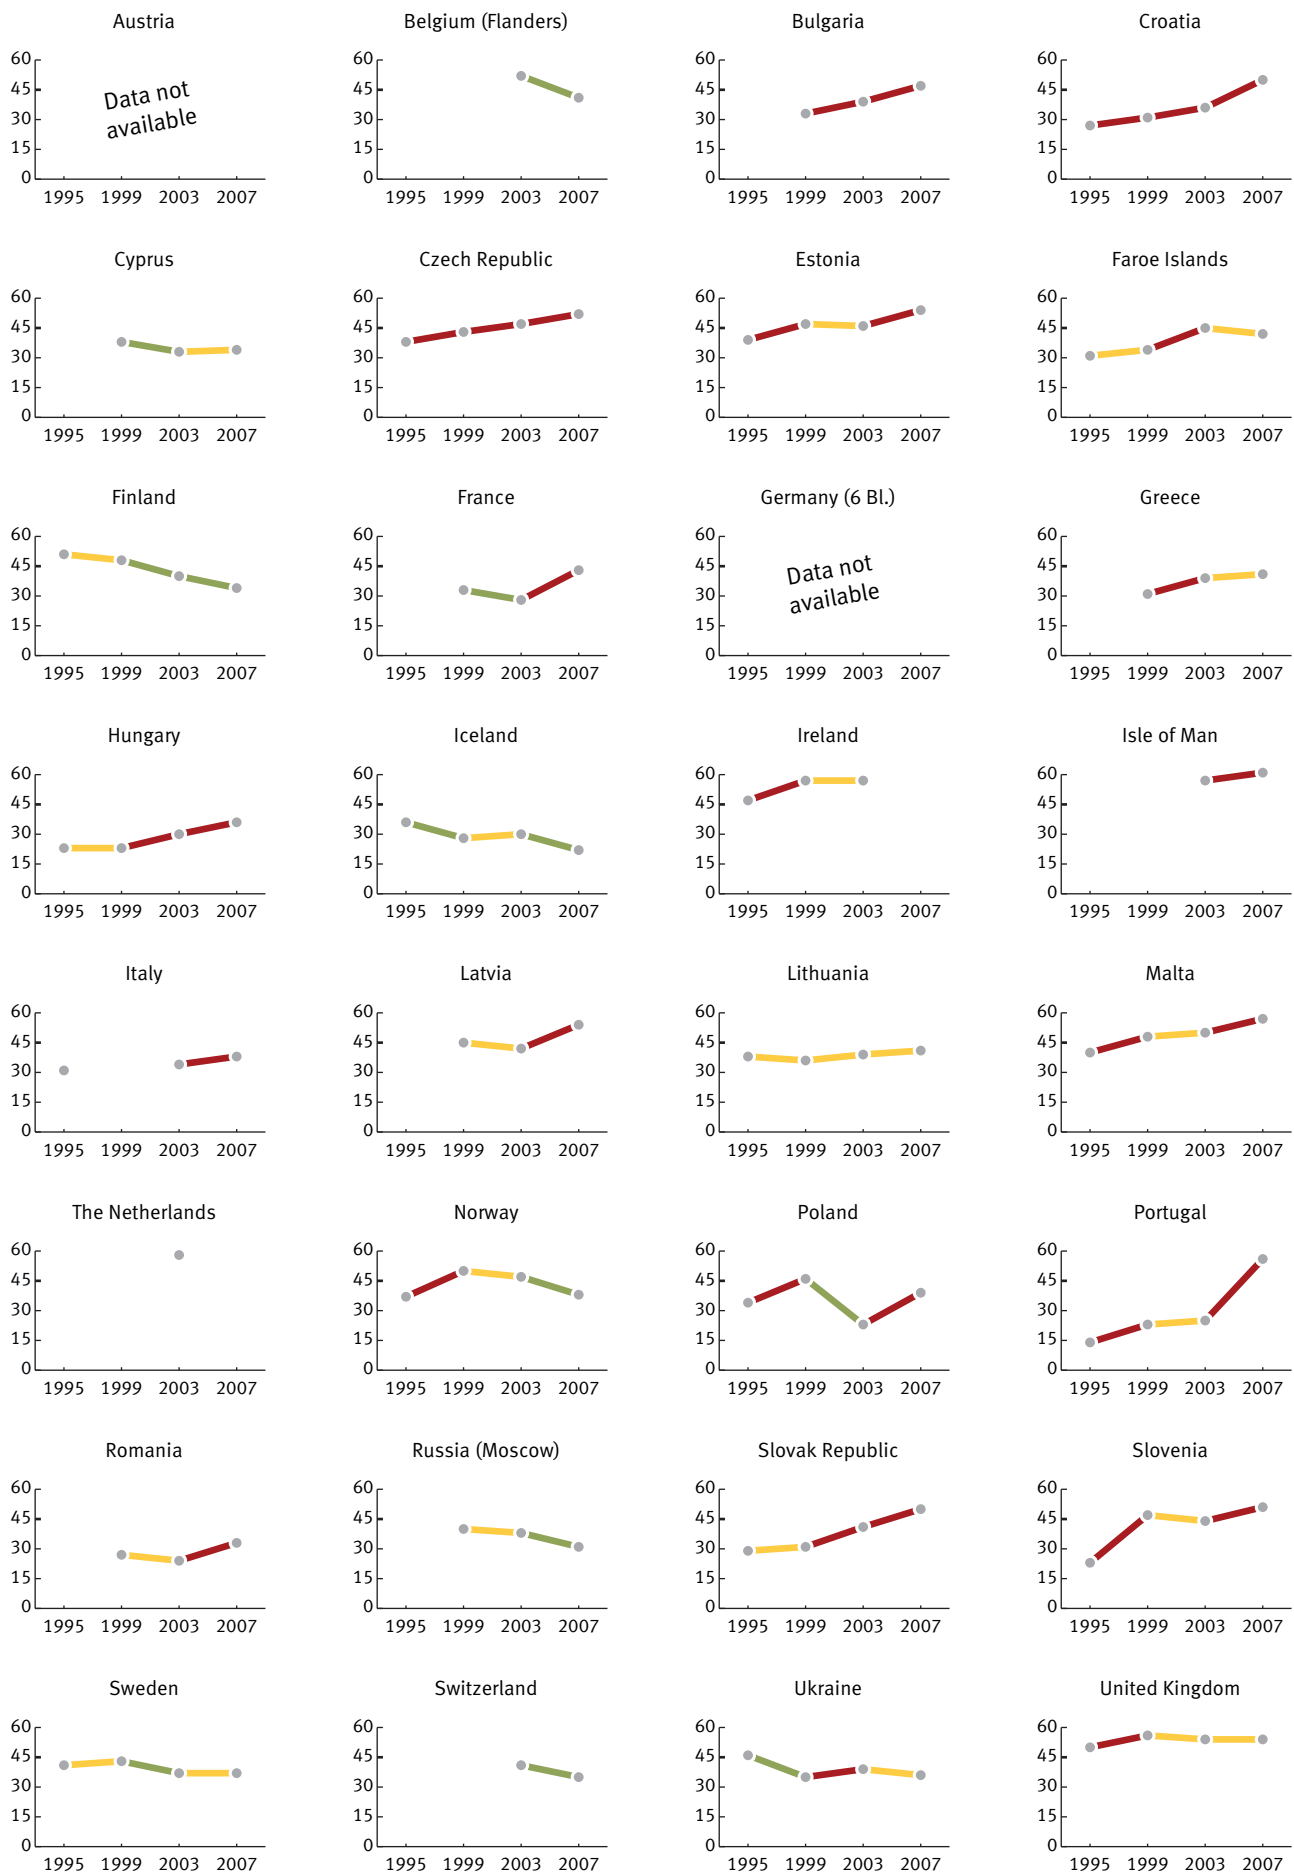 Austria Belgium (Flanders) Bulgaria Croatia
60 60 60 60
45 Data not 45 45 45
30 available 30 30 30
15 15 15 15
0 0 0 0
1995 1999 2003 2007 1995 1999 2003 2007 1995 1999 2003 2007 1995 1999 2003 2007
Cyprus Czech Republic Estonia Faroe Islands
60 60 60 60
45 45 45 45
30 30 30 30
15 15 15 15
0 0 0 0
1995 1999 2003 2007 1995 1999 2003 2007 1995 1999 2003 2007 1995 1999 2003 2007
Finland France Germany (6 Bl.) Greece
60 60 60 60
45 45 45 Data not 45
30 30 30 available 30
15 15 15 15
0 0 0 0
1995 1999 2003 2007 1995 1999 2003 2007 1995 1999 2003 2007 1995 1999 2003 2007
Hungary Iceland Ireland Isle of Man
60 60 60 60
45 45 45 45
30 30 30 30
15 15 15 15
0 0 0 0
1995 1999 2003 2007 1995 1999 2003 2007 1995 1999 2003 2007 1995 1999 2003 2007
Italy Latvia Lithuania Malta
60 60 60 60
45 45 45 45
30 30 30 30
15 15 15 15
0 0 0 0
1995 1999 2003 2007 1995 1999 2003 2007 1995 1999 2003 2007 1995 1999 2003 2007
The Netherlands Norway Poland Portugal
60 60 60 60
45 45 45 45
30 30 30 30
15 15 15 15
0 0 0 0
1995 1999 2003 2007 1995 1999 2003 2007 1995 1999 2003 2007 1995 1999 2003 2007
Romania Russia (Moscow) Slovak Republic Slovenia
60 60 60 60
45 45 45 45
30 30 30 30
15 15 15 15
0 0 0 0
1995 1999 2003 2007 1995 1999 2003 2007 1995 1999 2003 2007 1995 1999 2003 2007
Sweden Switzerland Ukraine United Kingdom
60 60 60 60
45 45 45 45
30 30 30 30
15 15 15 15
0 0 0 0
1995 1999 2003 2007 1995 1999 2003 2007 1995 1999 2003 2007 1995 1999 2003 2007